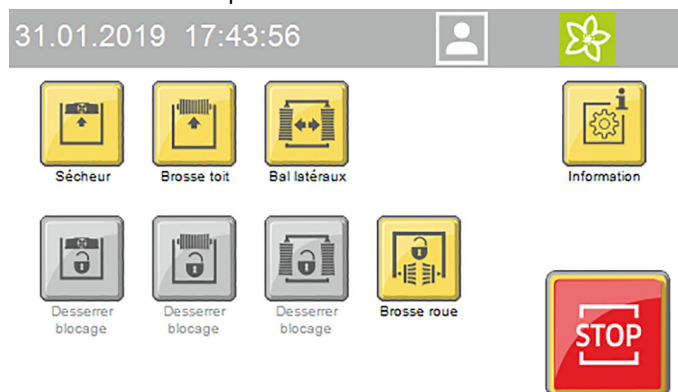 31.01.2019 17:43:56
Sécheur
Brosse toit
Bal latéraux
Information
Desserrer
blocage
Desserrer
blocage
Desserrer
blocage
Brosse roue
STOP